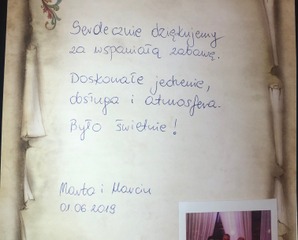 Serdecznie dziękujemy
za wspaniałą zabawę.
Doskonałe jedzenie,
obsługa i atmosfera.
Było świetnie!
Marta i Marcin
01.06.2019